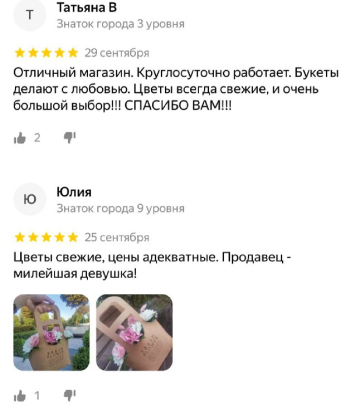 Т
Татьяна В
Знаток города 3 уровня
29 сентября
Отличный магазин. Круглосуточно работает. Букеты
делают с любовью. Цветы всегда свежие, и очень
большой выбор!!! СПАСИБО ВАМ!!!
2
Ю
Юлия
Знаток города 9 уровня
25 сентября
Цветы свежие, цены адекватные. Продавец -
милейшая девушка!
1